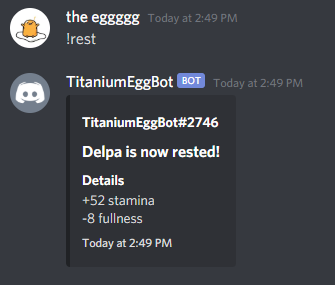 the eggggg Today at 2:49 PM
!rest
TitaniumEggBot BOT Today at 2:49 PM
TitaniumEggBot#2746
Delpa is now rested!
Details
+52 stamina
-8 fullness
Today at 2:49 PM